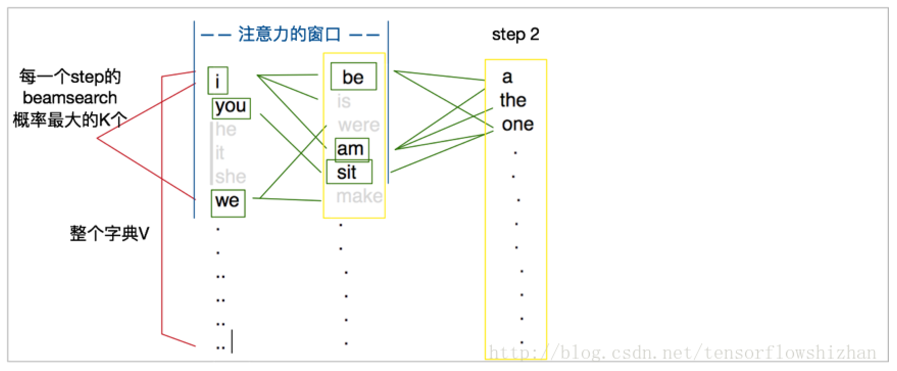 －－ 注意力的窗口 －－
step 2
每一个step的
beamsearch
概率最大的K个
整个字典V
i
you
he
it
she
we
be
is
were
am
sit
make
a
the
one
http://blog.csdn.net/tensorflowshizhan